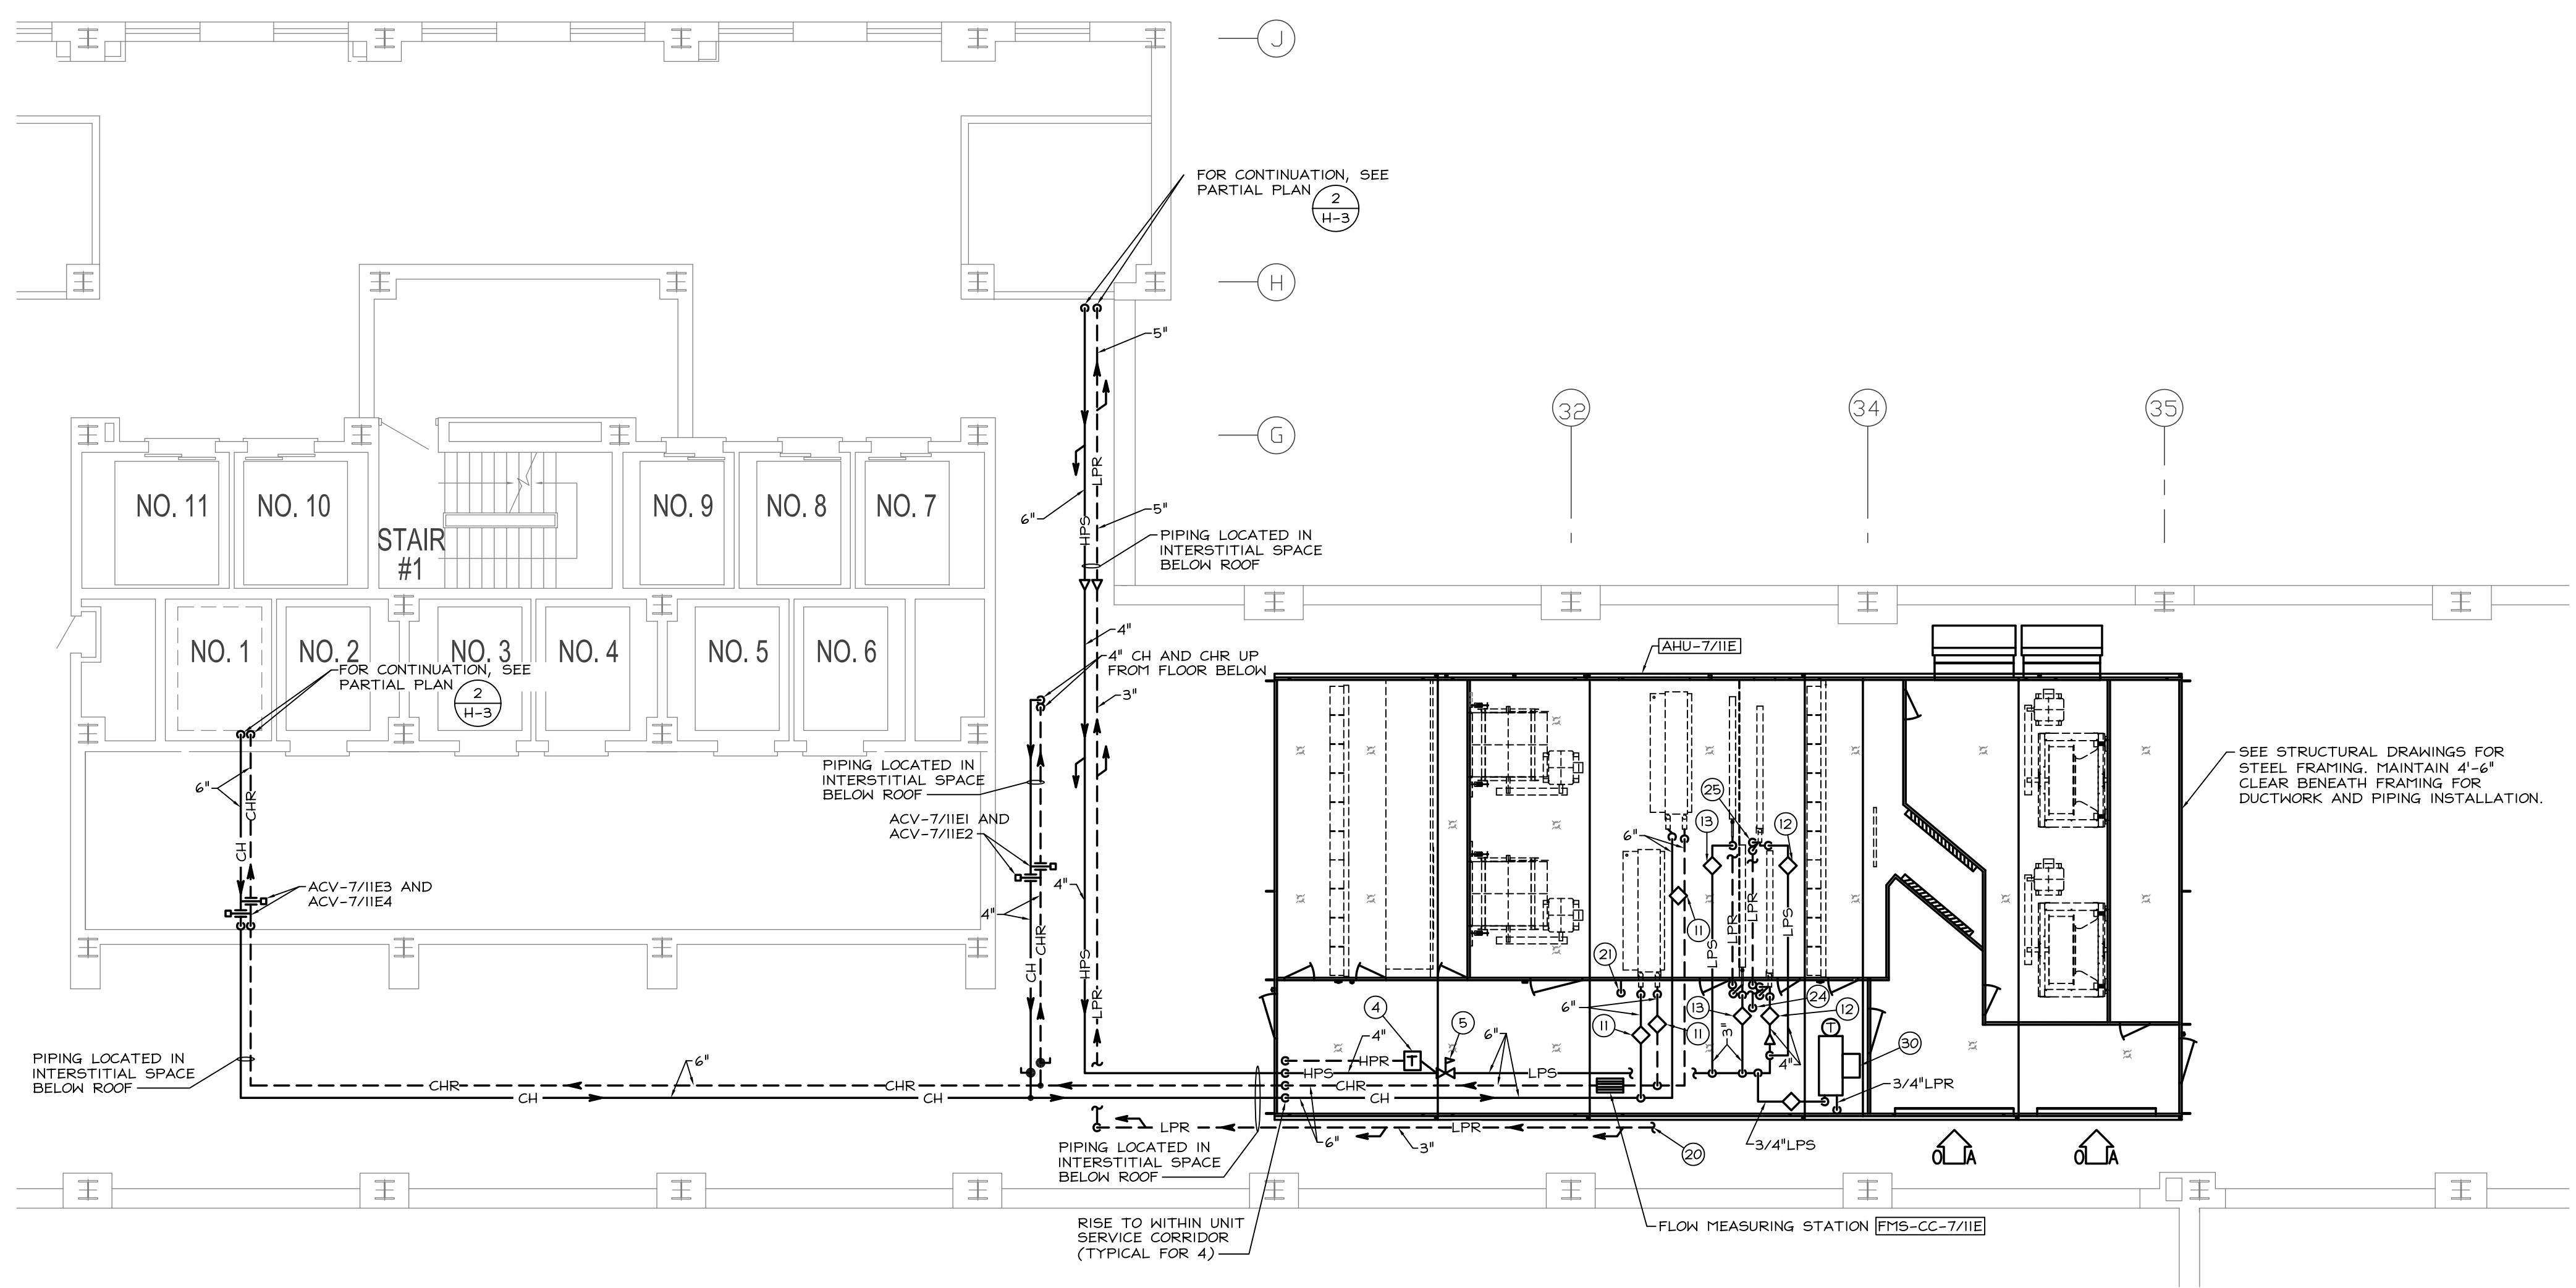 J
FOR CONTINUATION, SEE
PARTIAL PLAN
2
H-3
H
5"
32
34
35
G
LPR
NO. 11
NO. 10
NO. 9
NO. 8
NO. 7
5"
6"
HPS
STAIR
#1
PIPING LOCATED IN
INTERSTITIAL SPACE
BELOW ROOF
4"
NO. 1
NO. 2
NO. 3
NO. 4
NO. 5
NO. 6
AHU-7/11E
4" CH AND CHR UP
FROM FLOOR BELOW
FOR CONTINUATION, SEE
PARTIAL PLAN
2
H-3
3"
SEE STRUCTURAL DRAWINGS FOR
STEEL FRAMING. MAINTAIN 4'-6"
CLEAR BENEATH FRAMING FOR
DUCTWORK AND PIPING INSTALLATION.
PIPING LOCATED IN
INTERSTITIAL SPACE
BELOW ROOF
6"
CHR
25
13
12
ACV-7/11E1 AND
ACV-7/11E2
6"
CH
ACV-7/11E3 AND
ACV-7/11E4
4"
4"
CHR
11
LPS
LPR
LPR
LPS
CH
HPS
21
LPR
4
5
6"
11
11
13
24
12
T
30
PIPING LOCATED IN
INTERSTITIAL SPACE
BELOW ROOF
6"
4"
6"
3"
4"
HPR
T
HPS
LPS
CHR
CHR
CHR
3/4"LPR
CH
CH
CH
LPR
LPR
6"
3"
3/4"LPS
20
OA
OA
PIPING LOCATED IN
INTERSTITIAL SPACE
BELOW ROOF
RISE TO WITHIN UNIT
SERVICE CORRIDOR
(TYPICAL FOR 4)
FLOW MEASURING STATION FMS-CC-7/11E